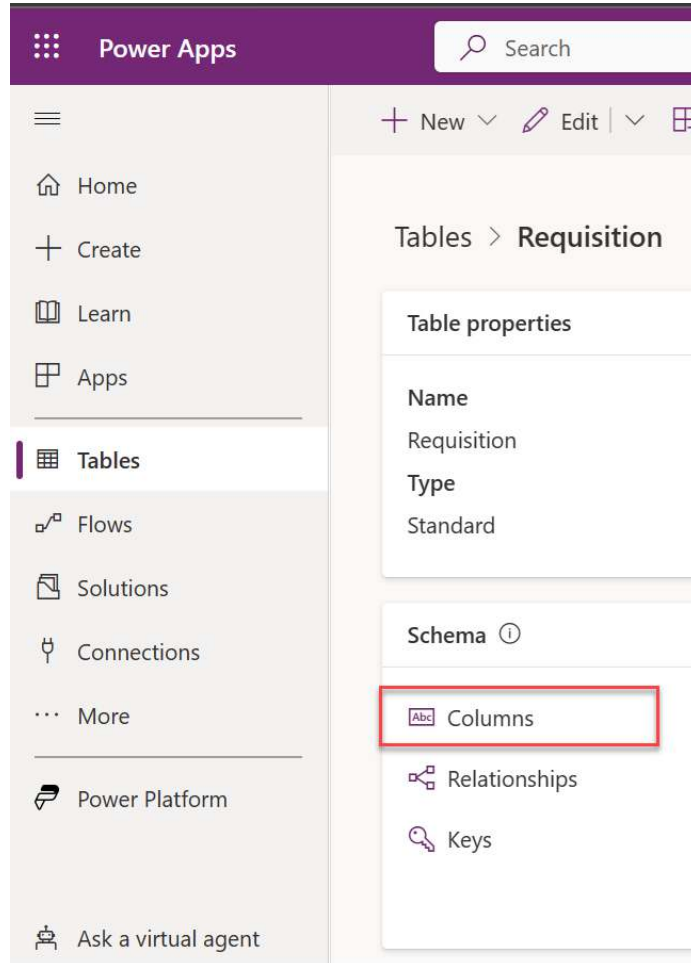 Power Apps
Search
New
Edit
Home
Create
Learn
Apps
Tables
Flows
Solutions
Connections
More
Power Platform
Ask a virtual agent
Tables > Requisition
Table properties
Name
Requisition
Type
Standard
Schema
Abc Columns
Relationships
Keys